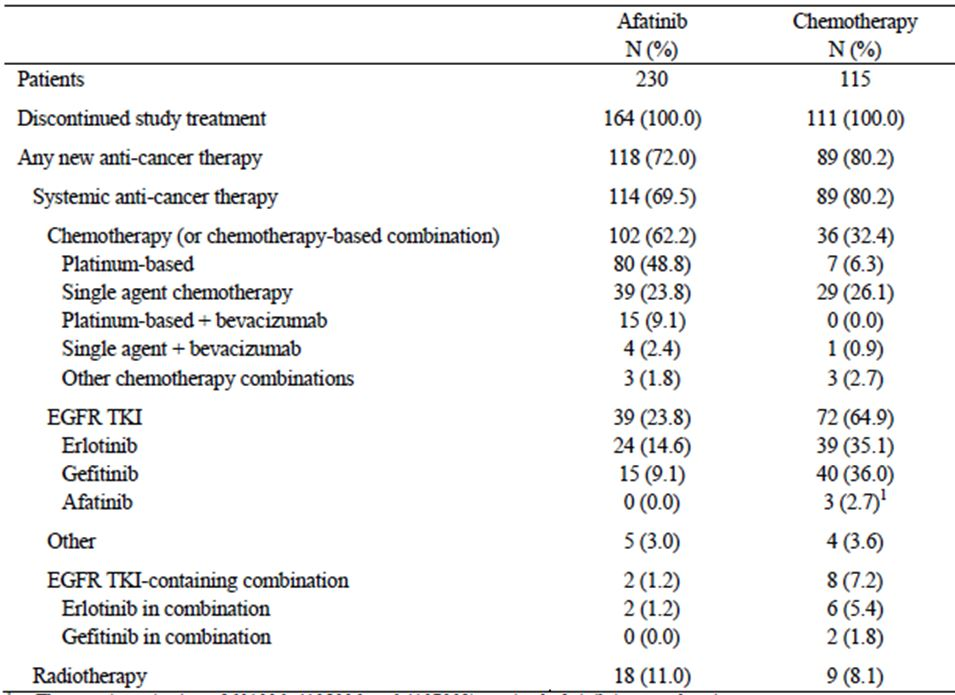 Afatinib Chemotherapy
N (%) N (%)
Patients 230 115
Discontinued study treatment 164 (100.0) 111 (100.0)
Any new anti-cancer therapy 118 (72.0) 89 (80.2)
Systemic anti-cancer therapy 114 (69.5) 89 (80.2)
Chemotherapy (or chemotherapy-based combination) 102 (62.2) 36 (32.4)
Platinum-based 80 (48.8) 7 (6.3)
Single agent chemotherapy 39 (23.8) 29 (26.1)
Platinum-based + bevacizumab 15 (9.1) 0 (0.0)
Single agent + bevacizumab 4 (2.4) 1 (0.9)
Other chemotherapy combinations 3 (1.8) 3 (2.7)
EGFR TKI 39 (23.8) 72 (64.9)
Erlotinib 24 (14.6) 39 (35.1)
Gefitinib 15 (9.1) 40 (36.0)
Afatinib 0 (0.0) 3 (2.7)¹
Other 5 (3.0) 4 (3.6)
EGFR TKI-containing combination 2 (1.2) 8 (7.2)
Erlotinib in combination 2 (1.2) 6 (5.4)
Gefitinib in combination 0 (0.0) 2 (1.8)
Radiotherapy 18 (11.0) 9 (8.1)